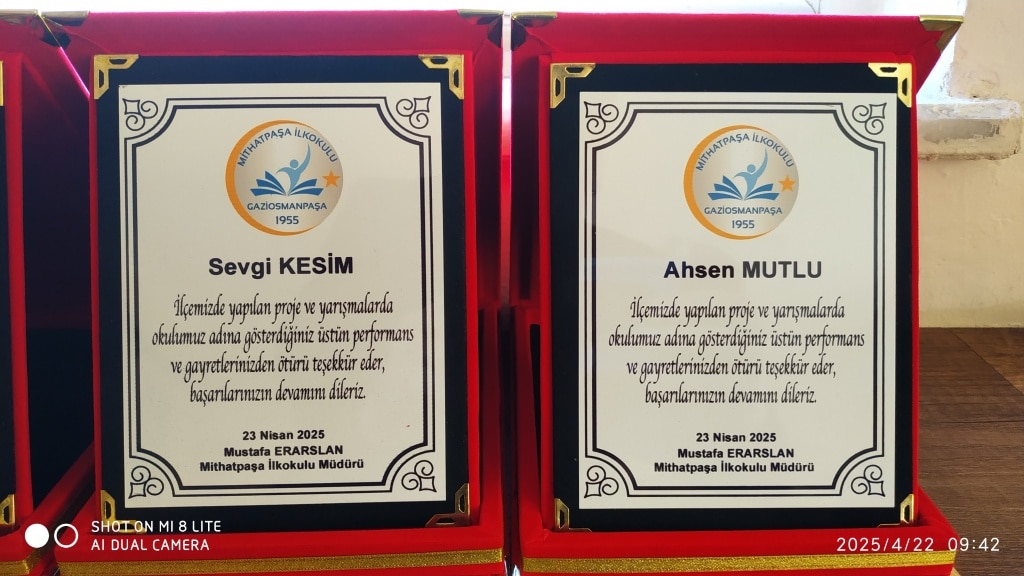 MİTHATPAŞA İLKOKULU
GAZİOSMANPAŞA
1955
Sevgi KESİM
İlçemizde yapılan proje ve yarışmalarda
okulumuz adına gösterdiğiniz üstün performans
ve gayretlerinizden ötürü teşekkür eder,
başarılarınızın devamını dileriz.
23 Nisan 2025
Mustafa ERARSLAN
Mithatpaşa İlkokulu Müdürü
MİTHATPAŞA İLKOKULU
GAZİOSMANPAŞA
1955
Ahsen MUTLU
İlçemizde yapılan proje ve yarışmalarda
okulumuz adına gösterdiğiniz üstün performans
ve gayretlerinizden ötürü teşekkür eder,
başarılarınızın devamını dileriz.
23 Nisan 2025
Mustafa ERARSLAN
Mithatpaşa İlkokulu Müdürü
SHOT ON MI 8 LITE
AI DUAL CAMERA
2025/4/22 09:42